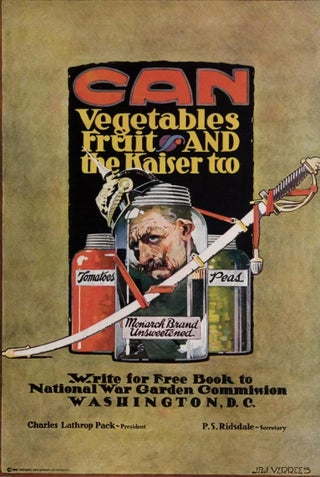 CAN
Vegetables
Fruit AND
the Kaiser too
Tomatoes
Peas
Monarch Brand
Unsweetened
Write for Free Book to
National War Garden Commission
WASHINGTON, D. C.
Charles Lathrop Pack~President
P. S. Ridsdale~Secretary
J. PAUL VERREES